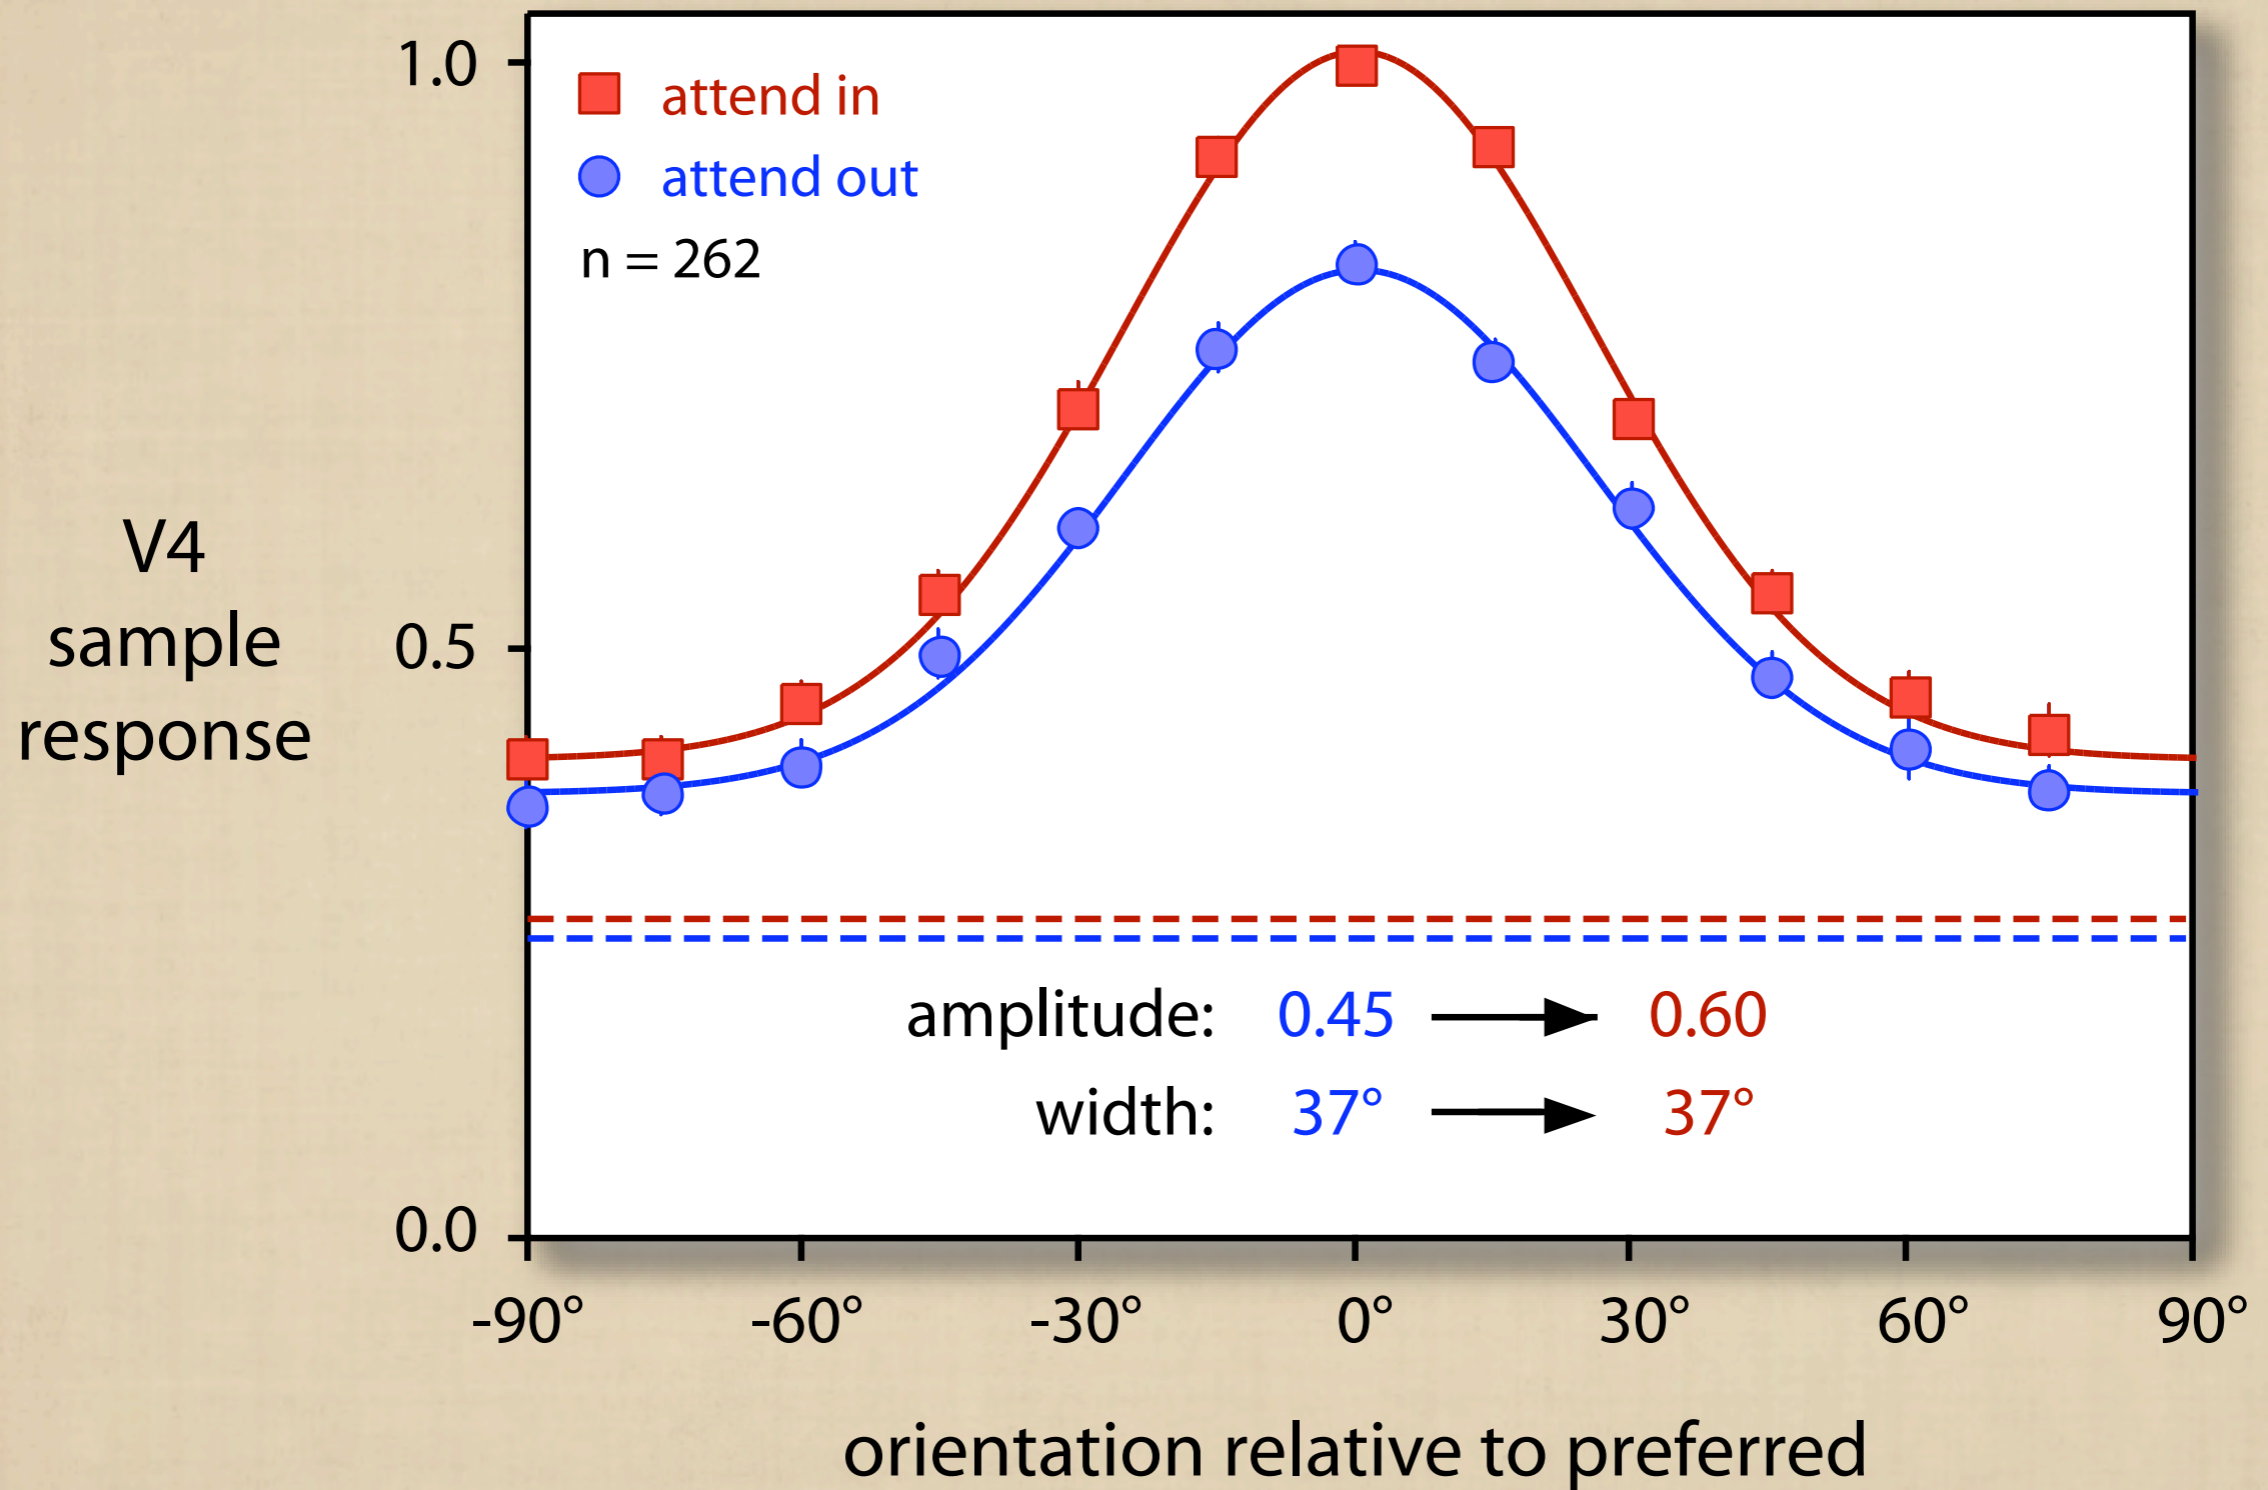 1.0
attend in
attend out
n = 262
V4
sample
response
0.5
amplitude: 0.45 0.60
width: 37° 37°
0.0
-90° -60° -30° 0° 30° 60° 90°
orientation relative to preferred